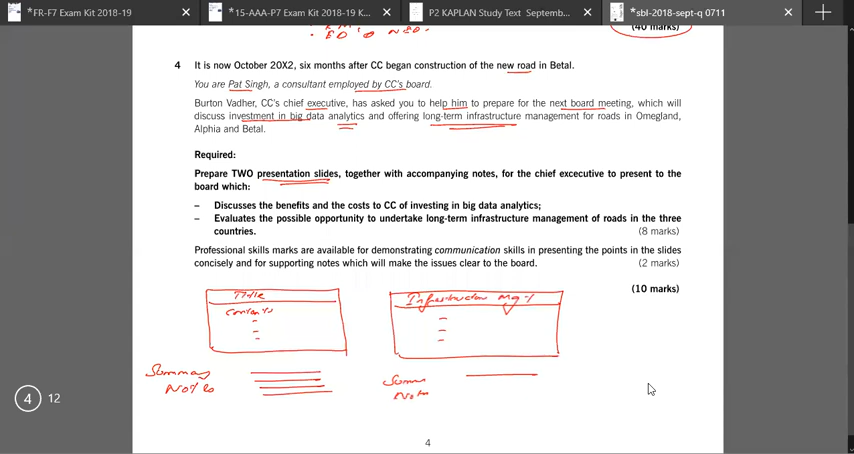 *FR-F7 Exam Kit 2018-19
*15-AAA-P7 Exam Kit 2018-19 K...
P2 KAPLAN Study Text Septemb...
*sbl-2018-sept-q 0711
ED NED.
(40 marks)
4 It is now October 20X2, six months after CC began construction of the new road in Betal.
You are Pat Singh, a consultant employed by CC's board.
Burton Vadher, CC's chief executive, has asked you to help him to prepare for the next board meeting, which will
discuss investment in big data analytics and offering long-term infrastructure management for roads in Omegland,
Alphia and Betal.
Required:
Prepare TWO presentation slides, together with accompanying notes, for the chief executive to present to the
board which:
– Discusses the benefits and the costs to CC of investing in big data analytics;
– Evaluates the possible opportunity to undertake long-term infrastructure management of roads in the three
countries. (8 marks)
Professional skills marks are available for demonstrating communication skills in presenting the points in the slides
concisely and for supporting notes which will make the issues clear to the board. (2 marks)
(10 marks)
Title
Contents
Infrastructure Mgt
Summary
Notes
Summ
Note
4 12
4